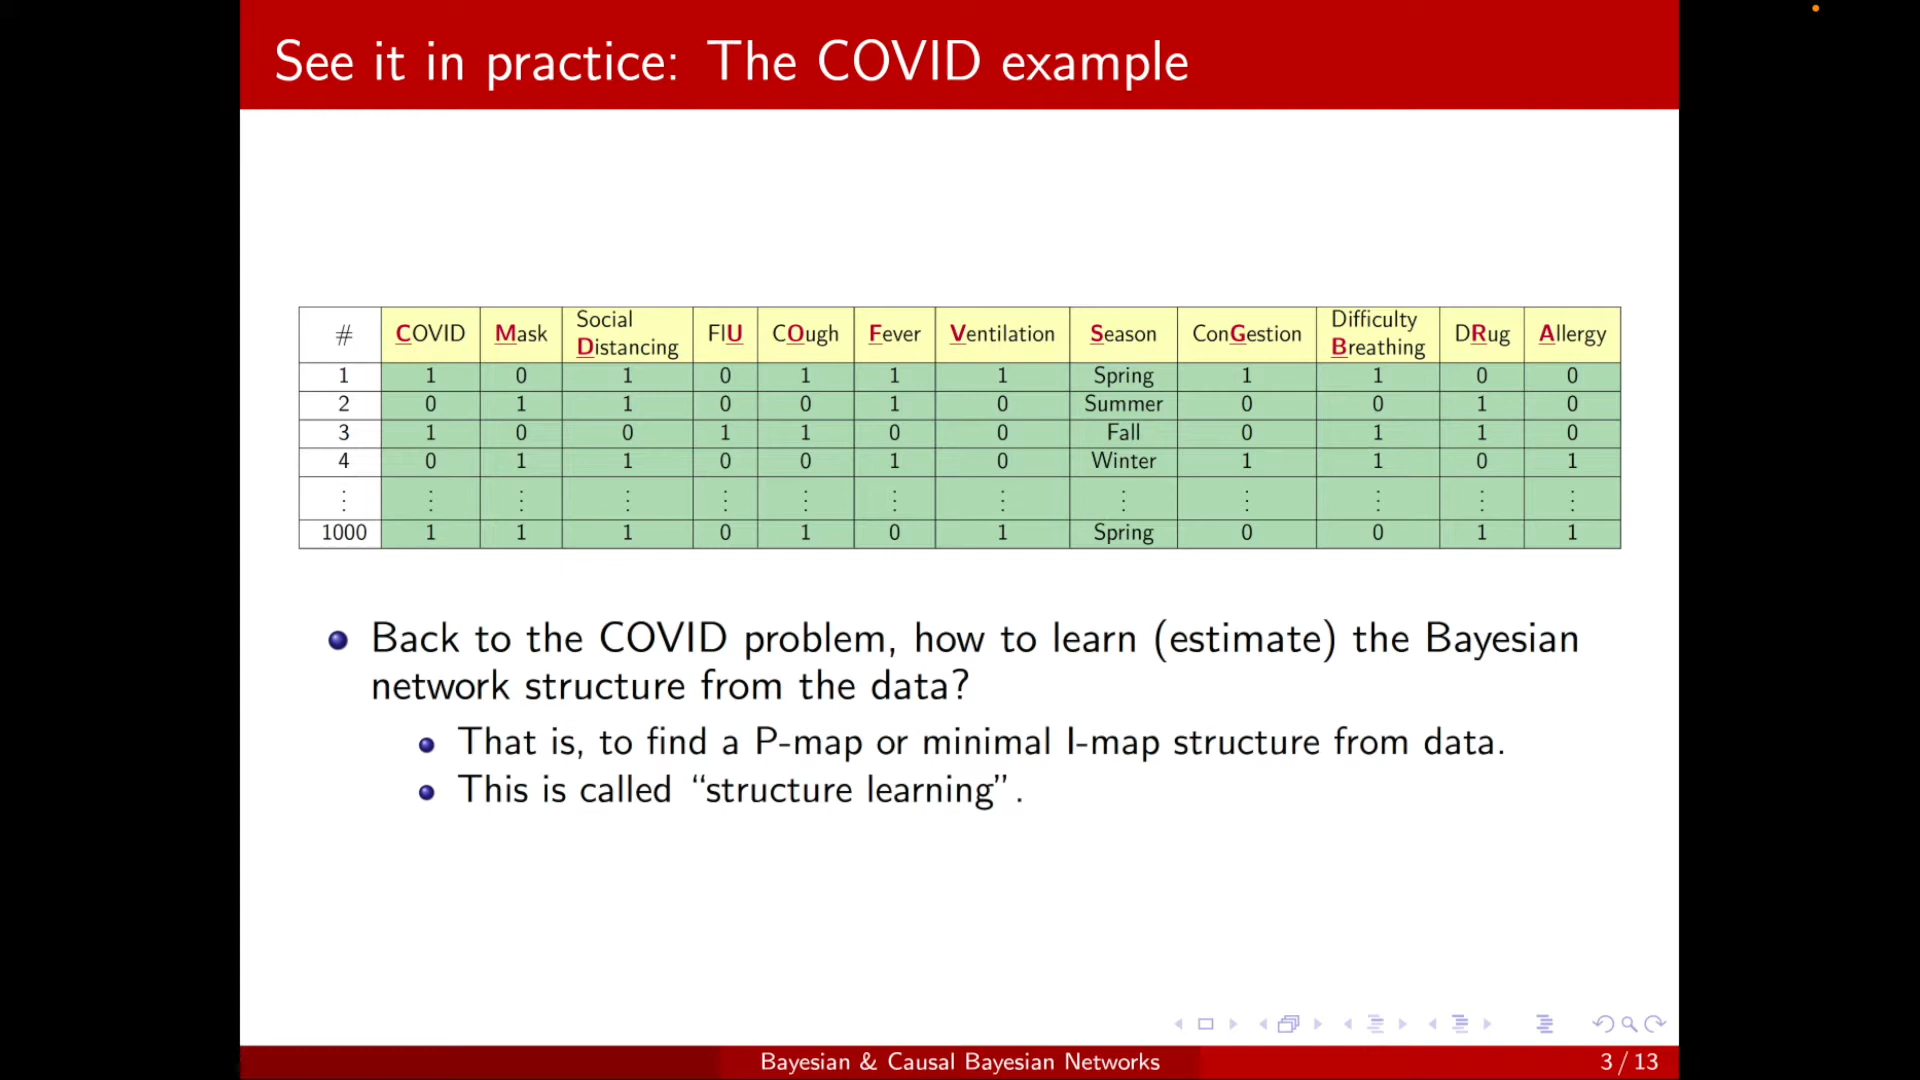 See it in practice: The COVID example
# COVID Mask Social Distancing FlU COugh Fever Ventilation Season ConGestion Difficulty Breathing DRug Allergy
1 1 0 1 0 1 1 1 Spring 1 1 0 0
2 0 1 1 0 0 1 0 Summer 0 0 1 0
3 1 0 0 1 1 0 0 Fall 0 1 1 0
4 0 1 1 0 0 1 0 Winter 1 1 0 1
⋮ ⋮ ⋮ ⋮ ⋮ ⋮ ⋮ ⋮ ⋮ ⋮ ⋮ ⋮ ⋮
1000 1 1 1 0 1 0 1 Spring 0 0 1 1
Back to the COVID problem, how to learn (estimate) the Bayesian
network structure from the data?
That is, to find a P-map or minimal I-map structure from data.
This is called “structure learning”.
Bayesian & Causal Bayesian Networks 3 / 13